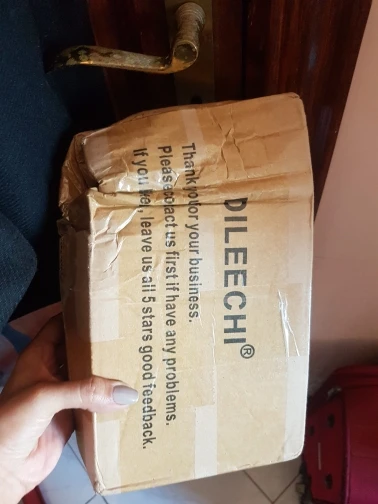 DILEECHI®
Thank you for your business.
Please contact us first if have any problems.
If you like, leave us all 5 stars good feedback.